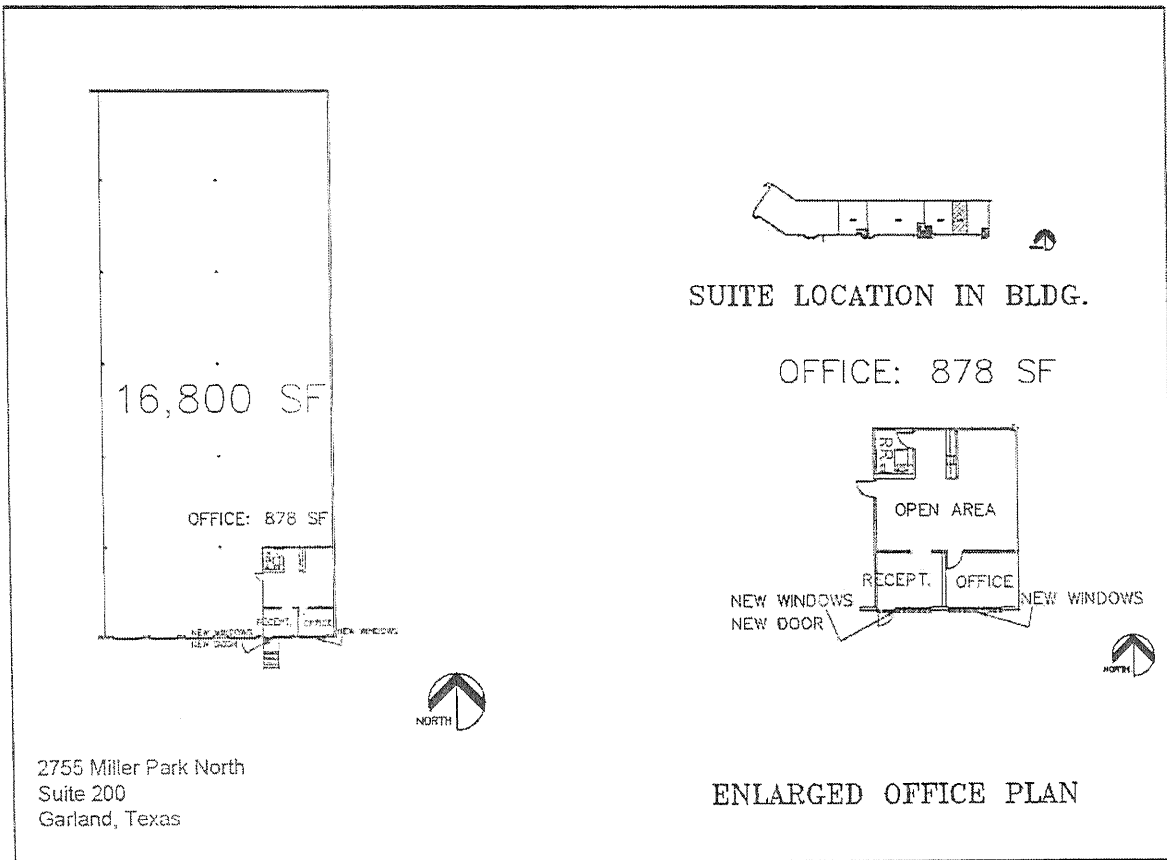 16,800 SF
OFFICE: 878 SF
RECEPT. OFFICE
NEW WINDOWS
NEW DOOR
NEW WINDOWS
NORTH
2755 Miller Park North
Suite 200
Garland, Texas
SUITE LOCATION IN BLDG.
OFFICE: 878 SF
OPEN AREA
RECEPT.
OFFICE
NEW WINDOWS
NEW DOOR
NEW WINDOWS
NORTH
ENLARGED OFFICE PLAN